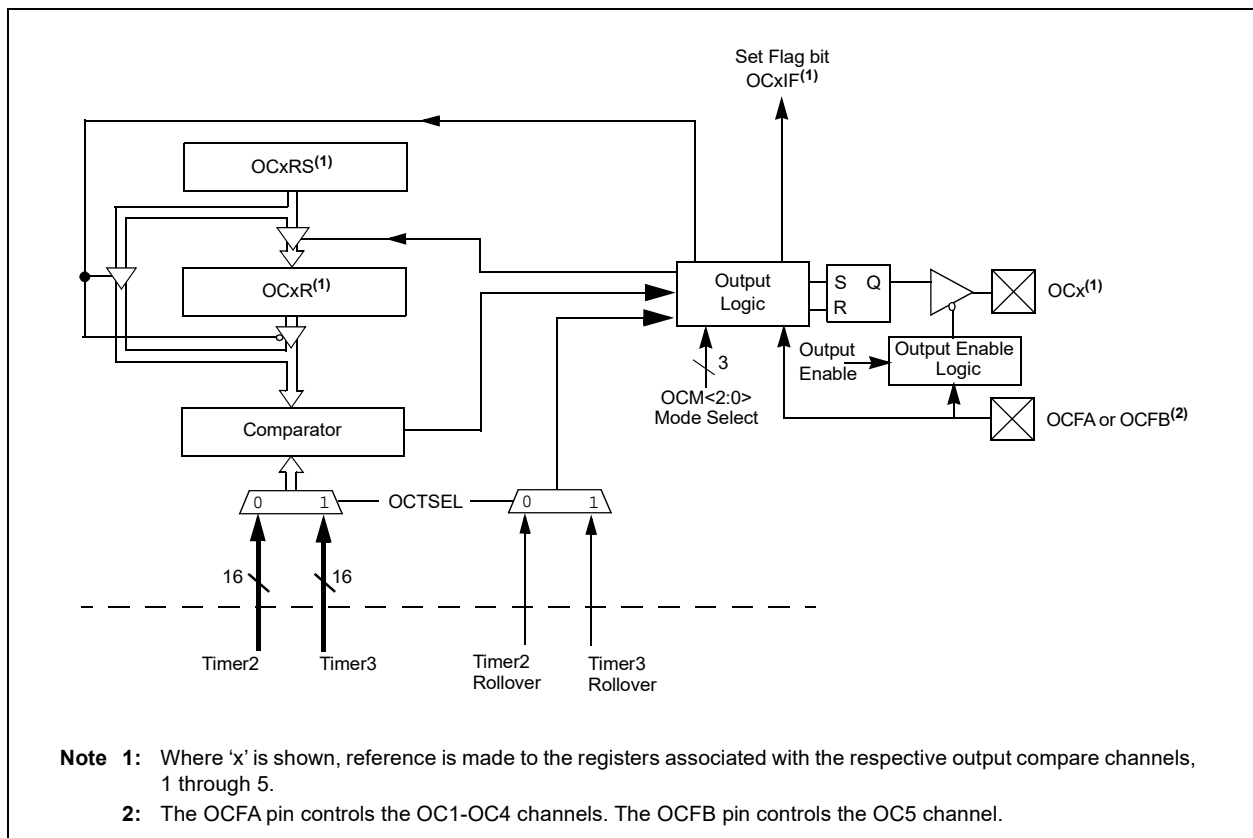 Set Flag bit
OCxIF(1)
OCxRS(1)
OCxR(1)
Output
Logic
S Q
R
OCx(1)
Output
Enable
Output Enable
Logic
3
OCM<2:0>
Mode Select
OCFA or OCFB(2)
Comparator
0 1
OCTSEL
0 1
16
16
Timer2
Timer3
Timer2
Rollover
Timer3
Rollover
Note 1: Where ‘x’ is shown, reference is made to the registers associated with the respective output compare channels,
1 through 5.
2: The OCFA pin controls the OC1-OC4 channels. The OCFB pin controls the OC5 channel.